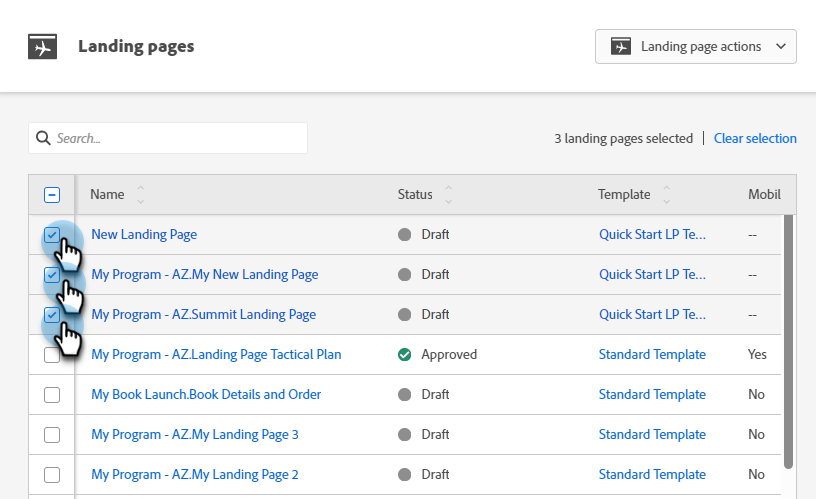 Landing pages
Landing page actions
Search...
3 landing pages selected | Clear selection
Name Status Template Mobil
New Landing Page Draft Quick Start LP Te... --
My Program - AZ.My New Landing Page Draft Quick Start LP Te... --
My Program - AZ.Summit Landing Page Draft Quick Start LP Te... --
My Program - AZ.Landing Page Tactical Plan Approved Standard Template Yes
My Book Launch.Book Details and Order Draft Standard Template No
My Program - AZ.My Landing Page 3 Draft Standard Template No
My Program - AZ.My Landing Page 2 Draft Standard Template No